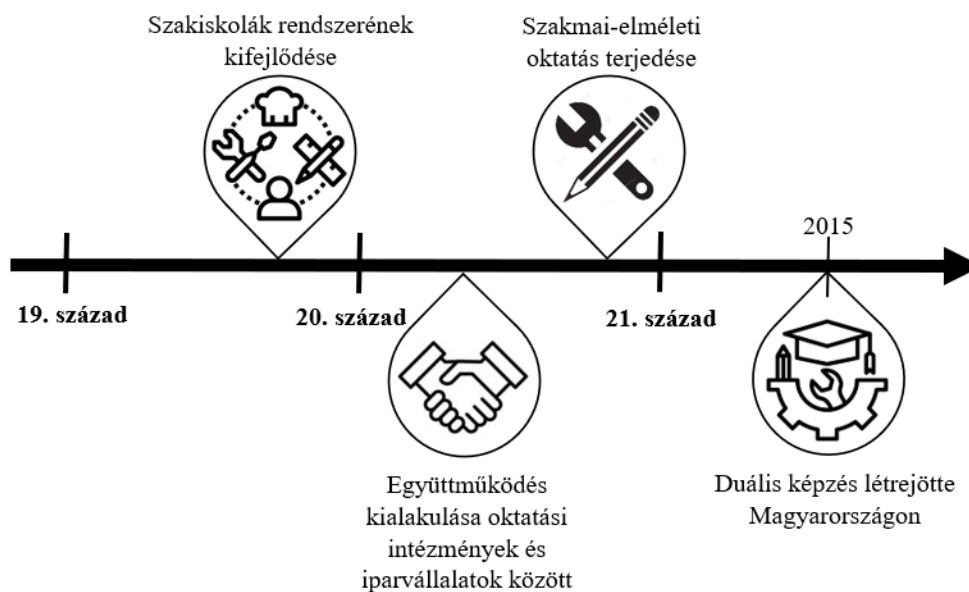 Szakiskolák rendszerének
kifejlődése
Szakmai-elméleti
oktatás terjedése
2015
19. század
20. század
21. század
Együttműködés
kialakulása oktatási
intézmények és
iparvállalatok között
Duális képzés létrejötte
Magyarországon